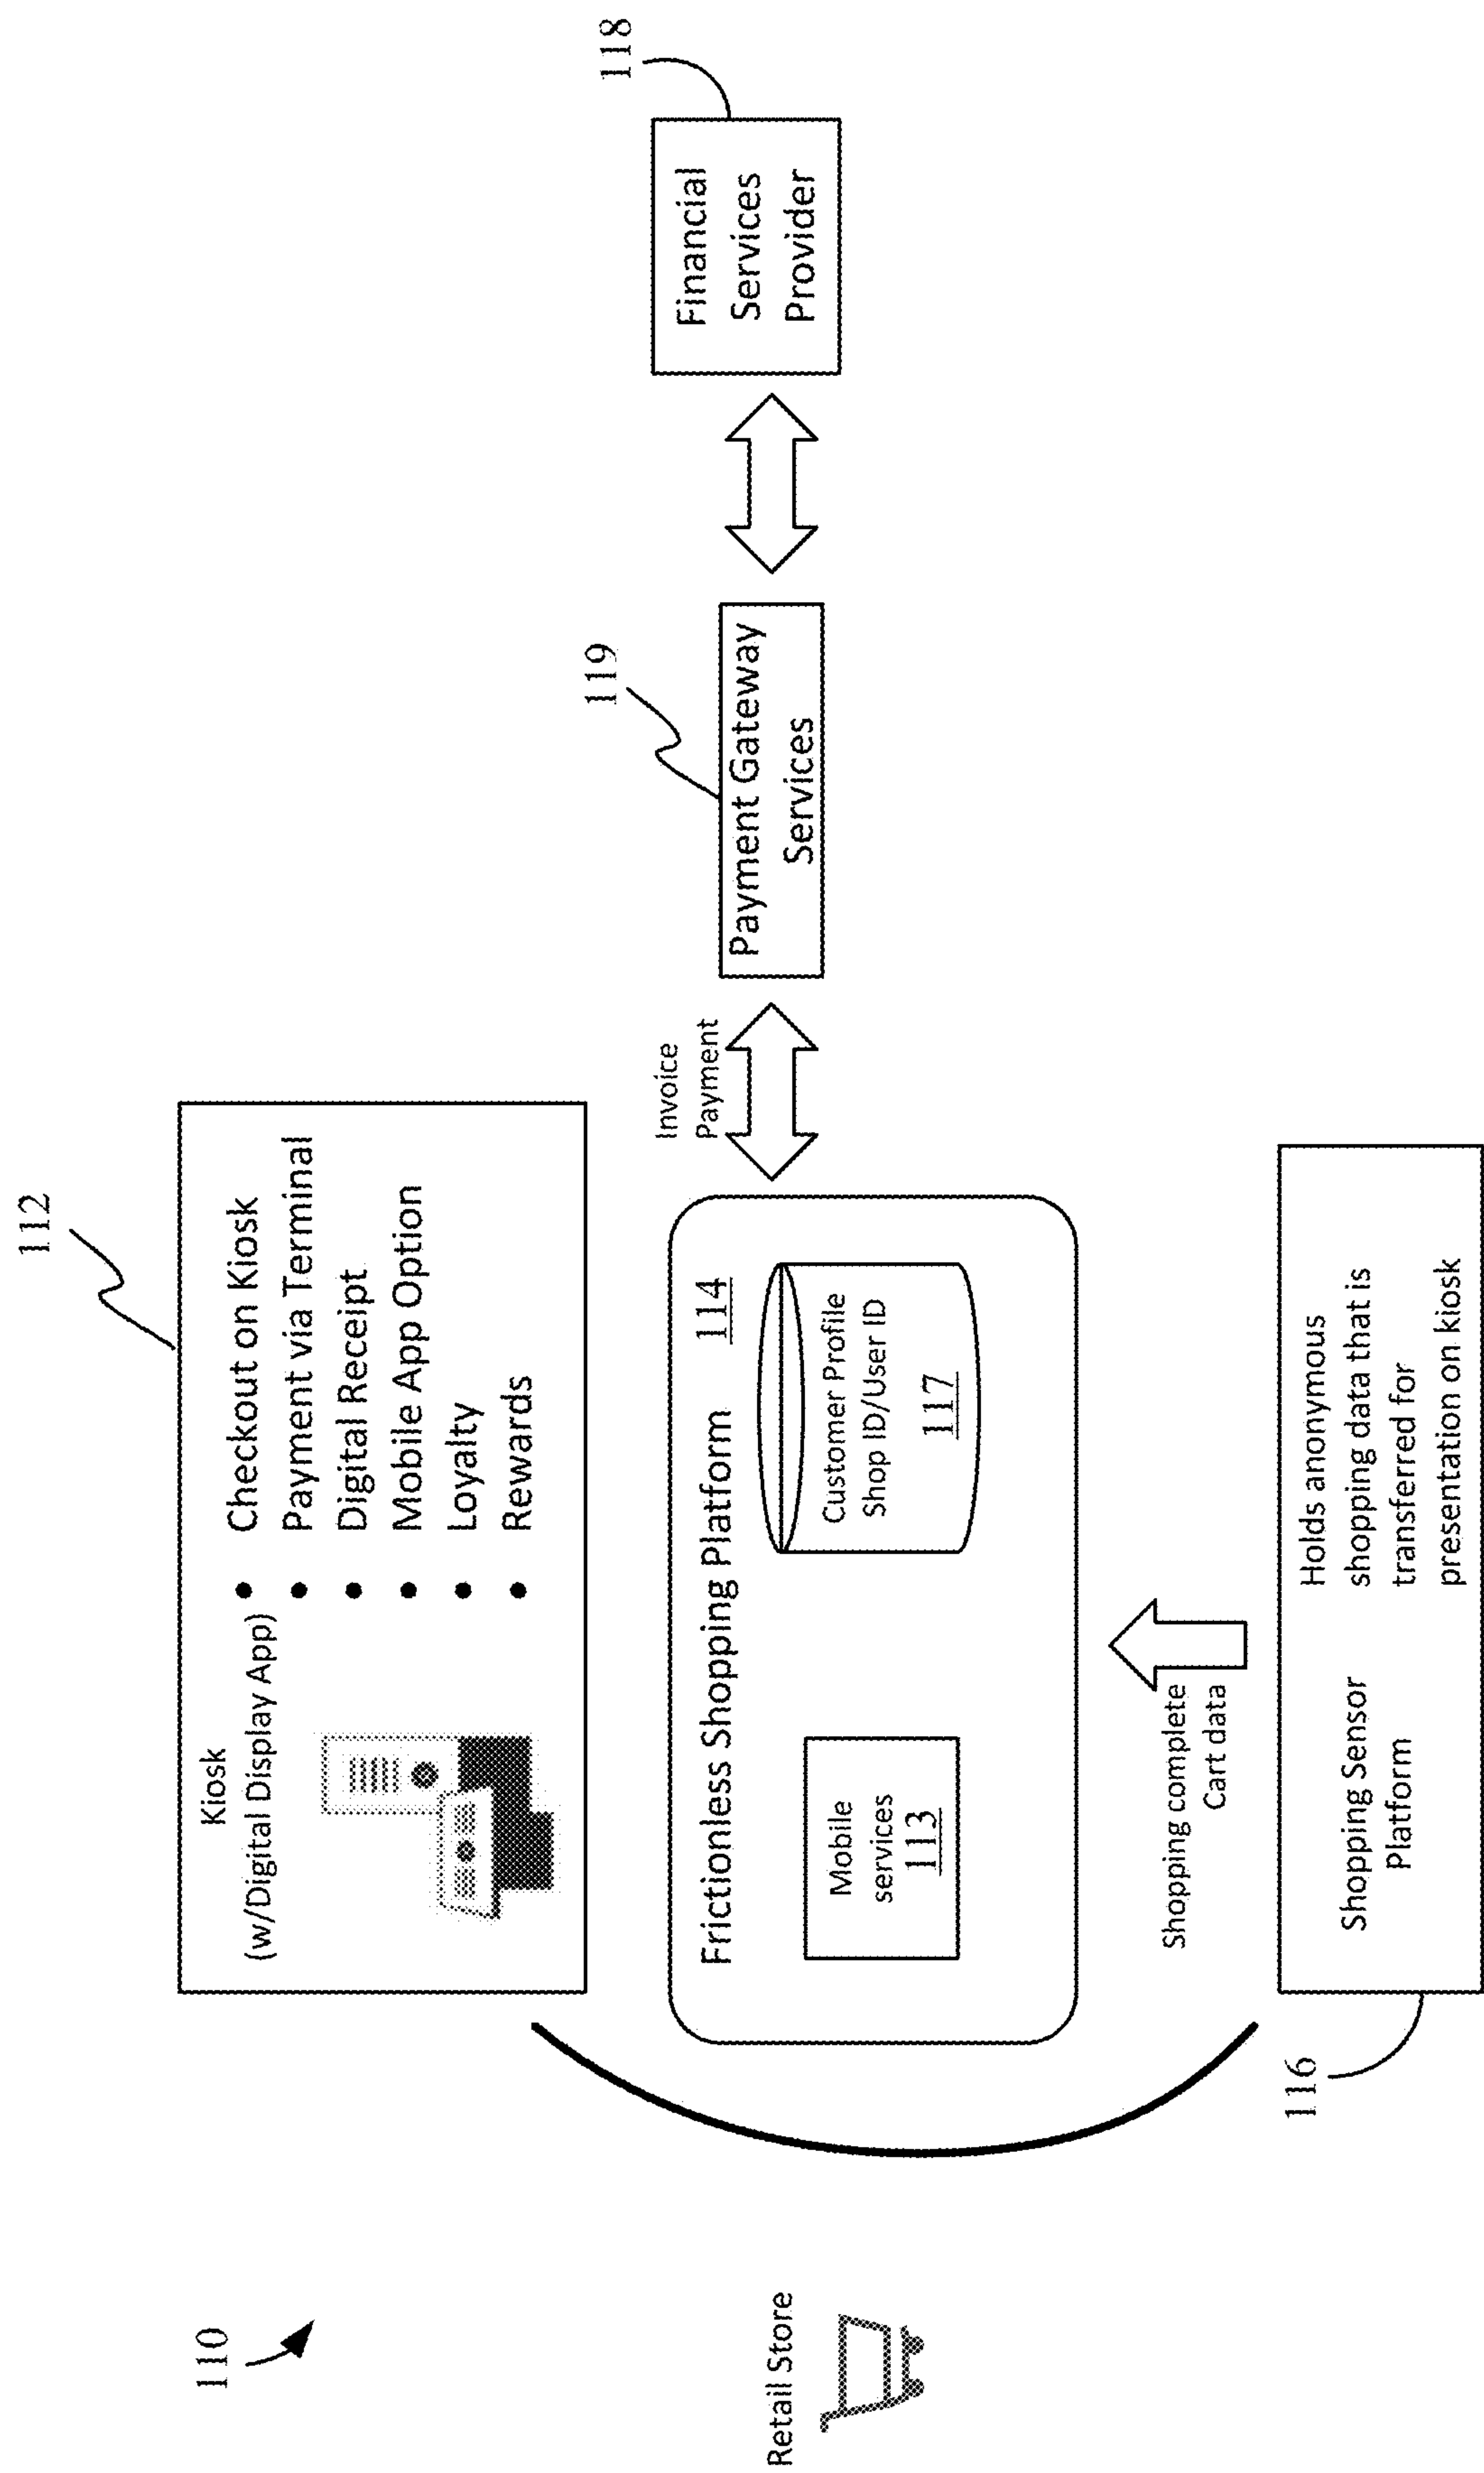 110
112
Kiosk
(w/Digital Display App)
• Checkout on Kiosk
• Payment via Terminal
• Digital Receipt
• Mobile App Option
• Loyalty
• Rewards
Retail Store
Frictionless Shopping Platform 114
Mobile
services
113
Customer Profile
Shop ID/User ID
117
Invoice
Payment
119
Payment Gateway
Services
118
Financial
Services
Provider
Shopping complete
Cart data
116
Shopping Sensor
Platform
Holds anonymous
shopping data that is
transferred for
presentation on kiosk